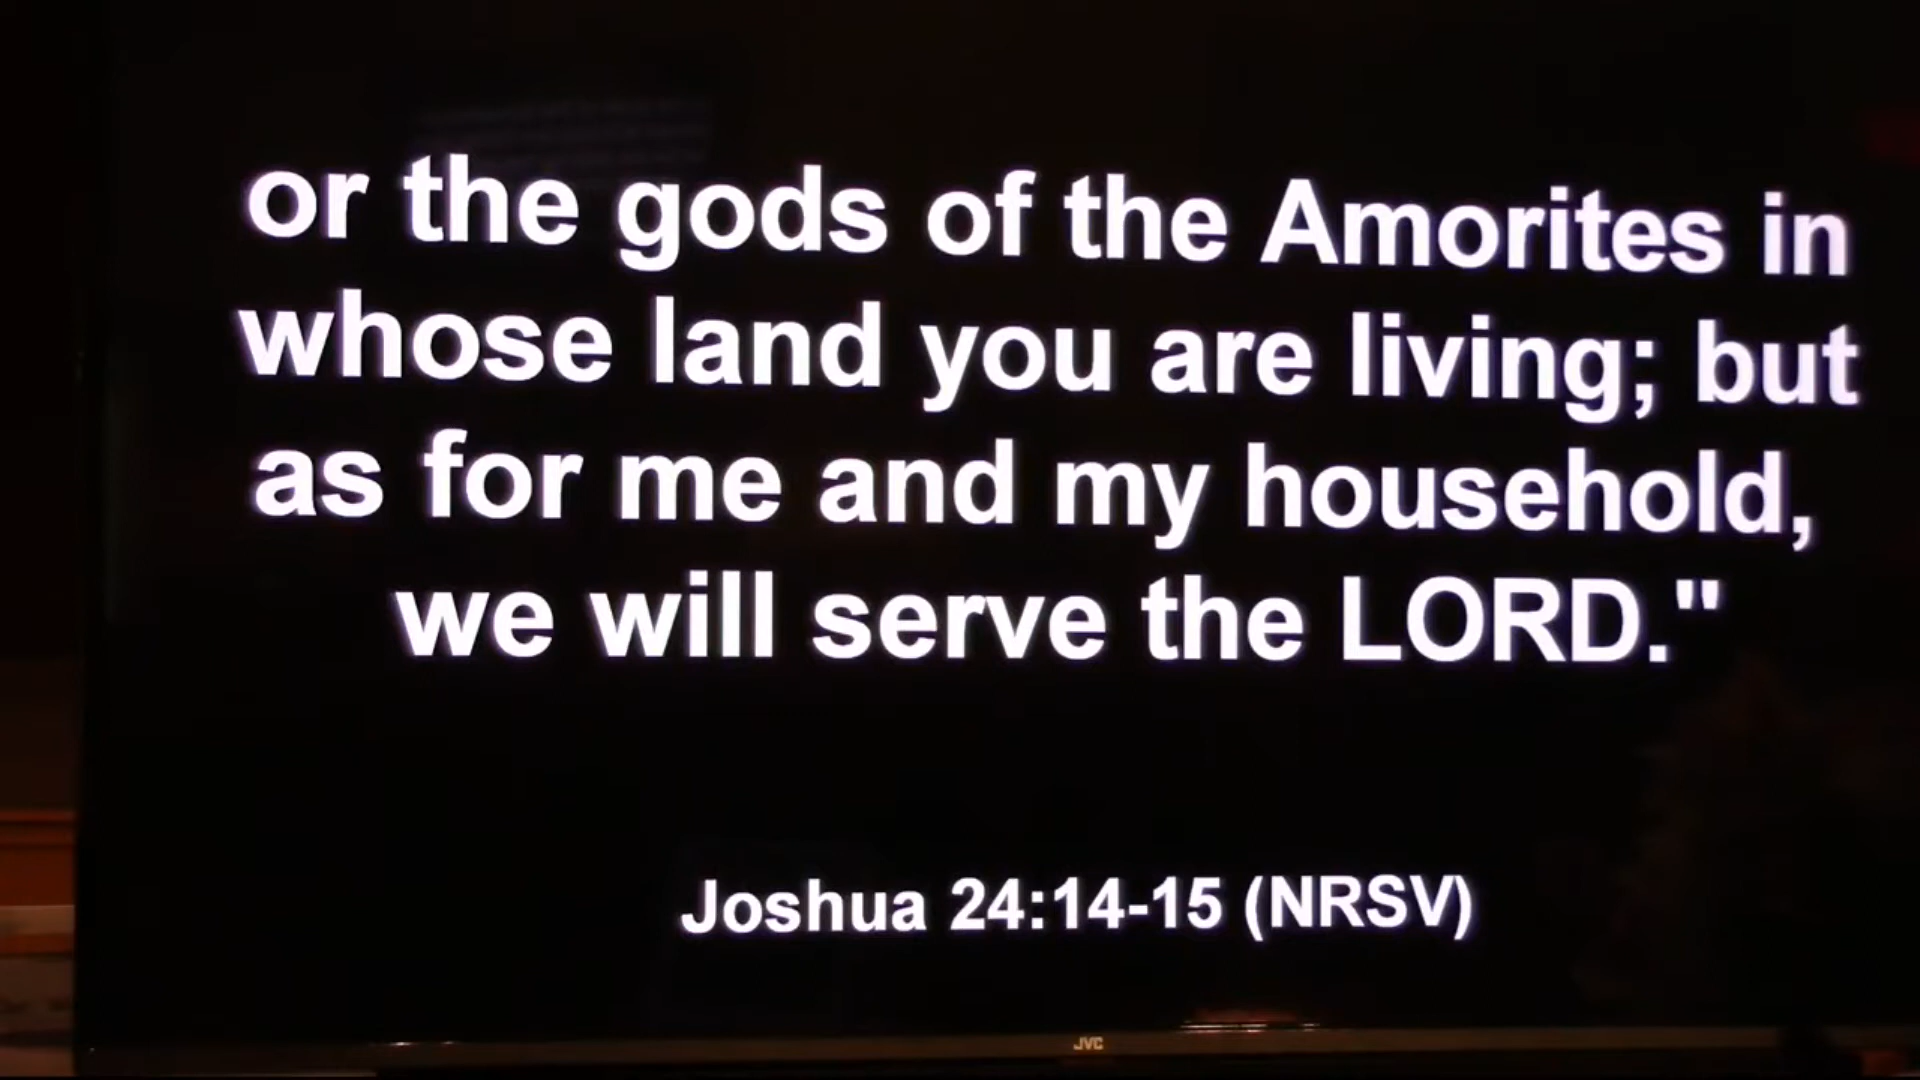 or the gods of the Amorites in
whose land you are living; but
as for me and my household,
we will serve the LORD."
Joshua 24:14-15 (NRSV)
JVC